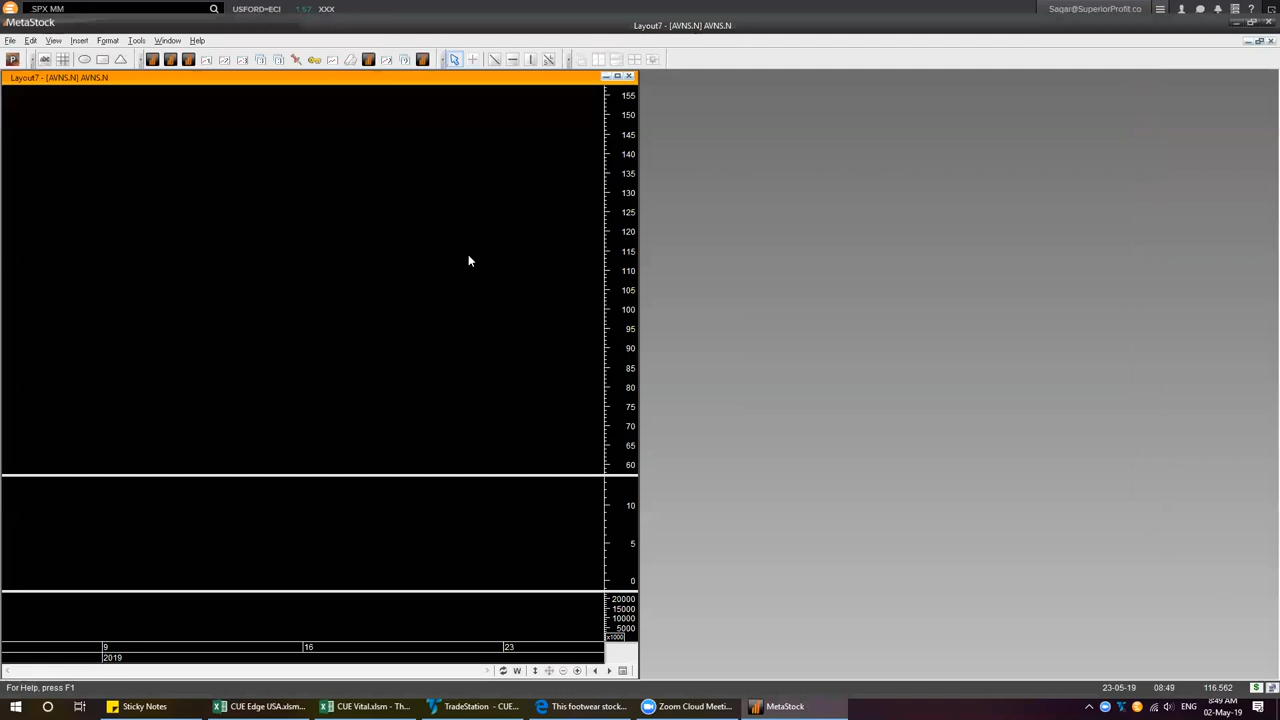 .SPX MM USFORD=ECI 1.57 XXX Sagar@SuperiorProfit.co
MetaStock Layout7 - [AVNS.N] AVNS.N
File Edit View Insert Format Tools Window Help
P abc
Layout7 - [AVNS.N] AVNS.N
155
150
145
140
135
130
125
120
115
110
105
100
95
90
85
80
75
70
65
60
10
5
0
20000
15000
10000
5000
x1000
9 16 23
2019
W
For Help, press F1 23-05-19 08:49 116.562
Sticky Notes CUE Edge USA.xlsm... CUE Vital.xlsm - Th... TradeStation - CUE... This footwear stock... Zoom Cloud Meeti... MetaStock ENG 8:49 AM
02-May-19